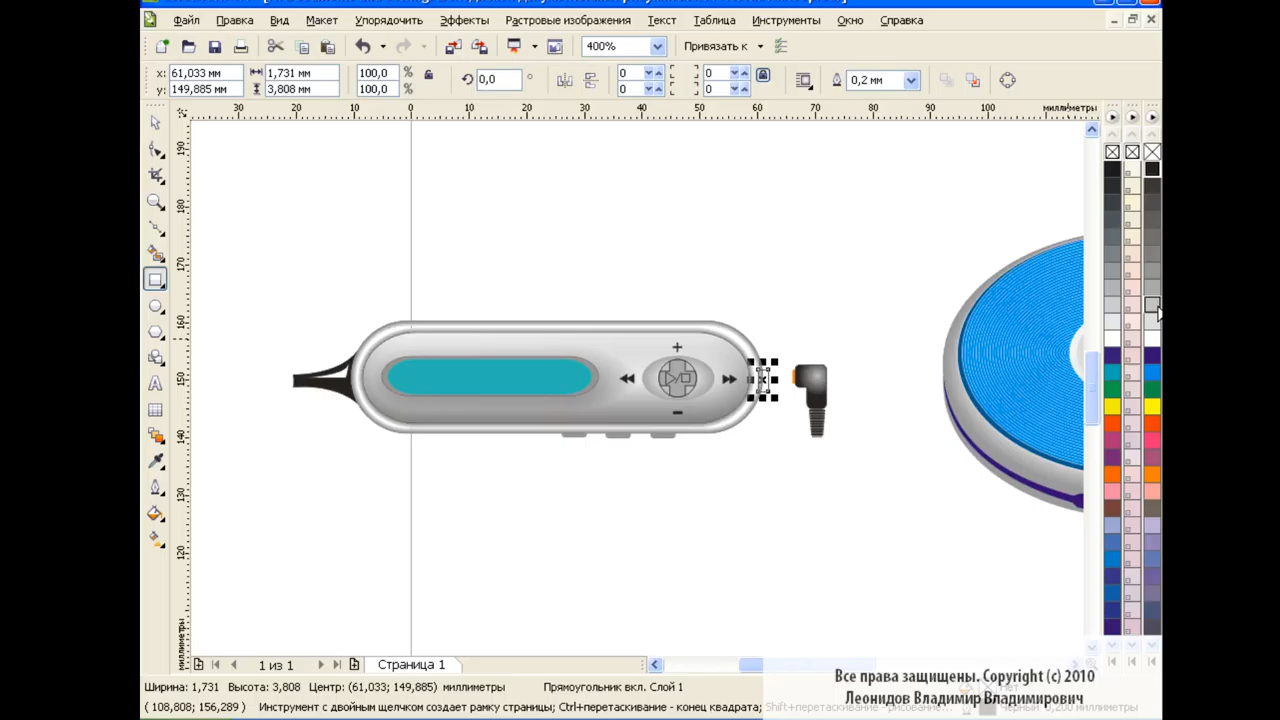 Файл Правка Вид Макет Упорядочить Эффекты Растровые изображения Текст Таблица Инструменты Окно Справка
400% Привязать к
x: 61,033 мм 1,731 мм 100,0 % 0,0 ° 0 0 0,2 мм
y: 149,885 мм 3,808 мм 100,0 % 0 0
30 20 10 0 10 20 30 40 50 60 70 80 90 100 миллиметры
190
180
170
160
150
140
130
120
миллиметры
1 из 1 Страница 1
Ширина: 1,731 Высота: 3,808 Центр: (61,033; 149,885) миллиметры Прямоугольник вкл. Слой 1
( 108,808; 156,289 ) Инструмент с двойным щелчком создает рамку страницы; Ctrl+перетаскивание - конец квадрата; Shift+перетаскивание - рисование...
Все права защищены. Copyright (c) 2010
Леонидов Владимир Владимирович